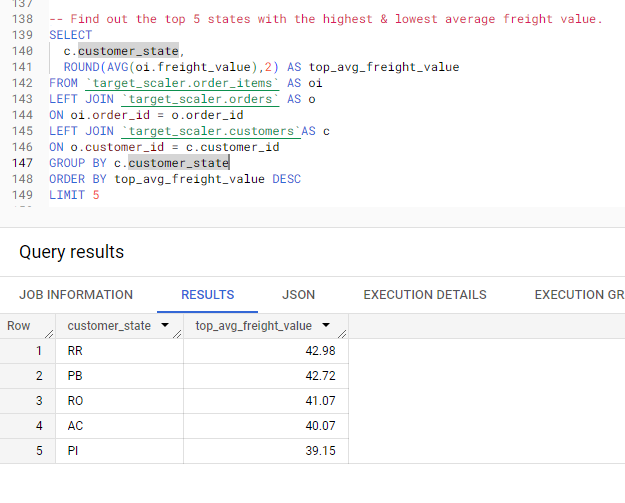 137
138 -- Find out the top 5 states with the highest & lowest average freight value.
139 SELECT
140 c.customer_state,
141 ROUND(AVG(oi.freight_value),2) AS top_avg_freight_value
142 FROM `target_scaler.order_items` AS oi
143 LEFT JOIN `target_scaler.orders` AS o
144 ON oi.order_id = o.order_id
145 LEFT JOIN `target_scaler.customers`AS c
146 ON o.customer_id = c.customer_id
147 GROUP BY c.customer_state
148 ORDER BY top_avg_freight_value DESC
149 LIMIT 5
Query results
JOB INFORMATION RESULTS JSON EXECUTION DETAILS EXECUTION GR
Row customer_state top_avg_freight_value
1 RR 42.98
2 PB 42.72
3 RO 41.07
4 AC 40.07
5 PI 39.15